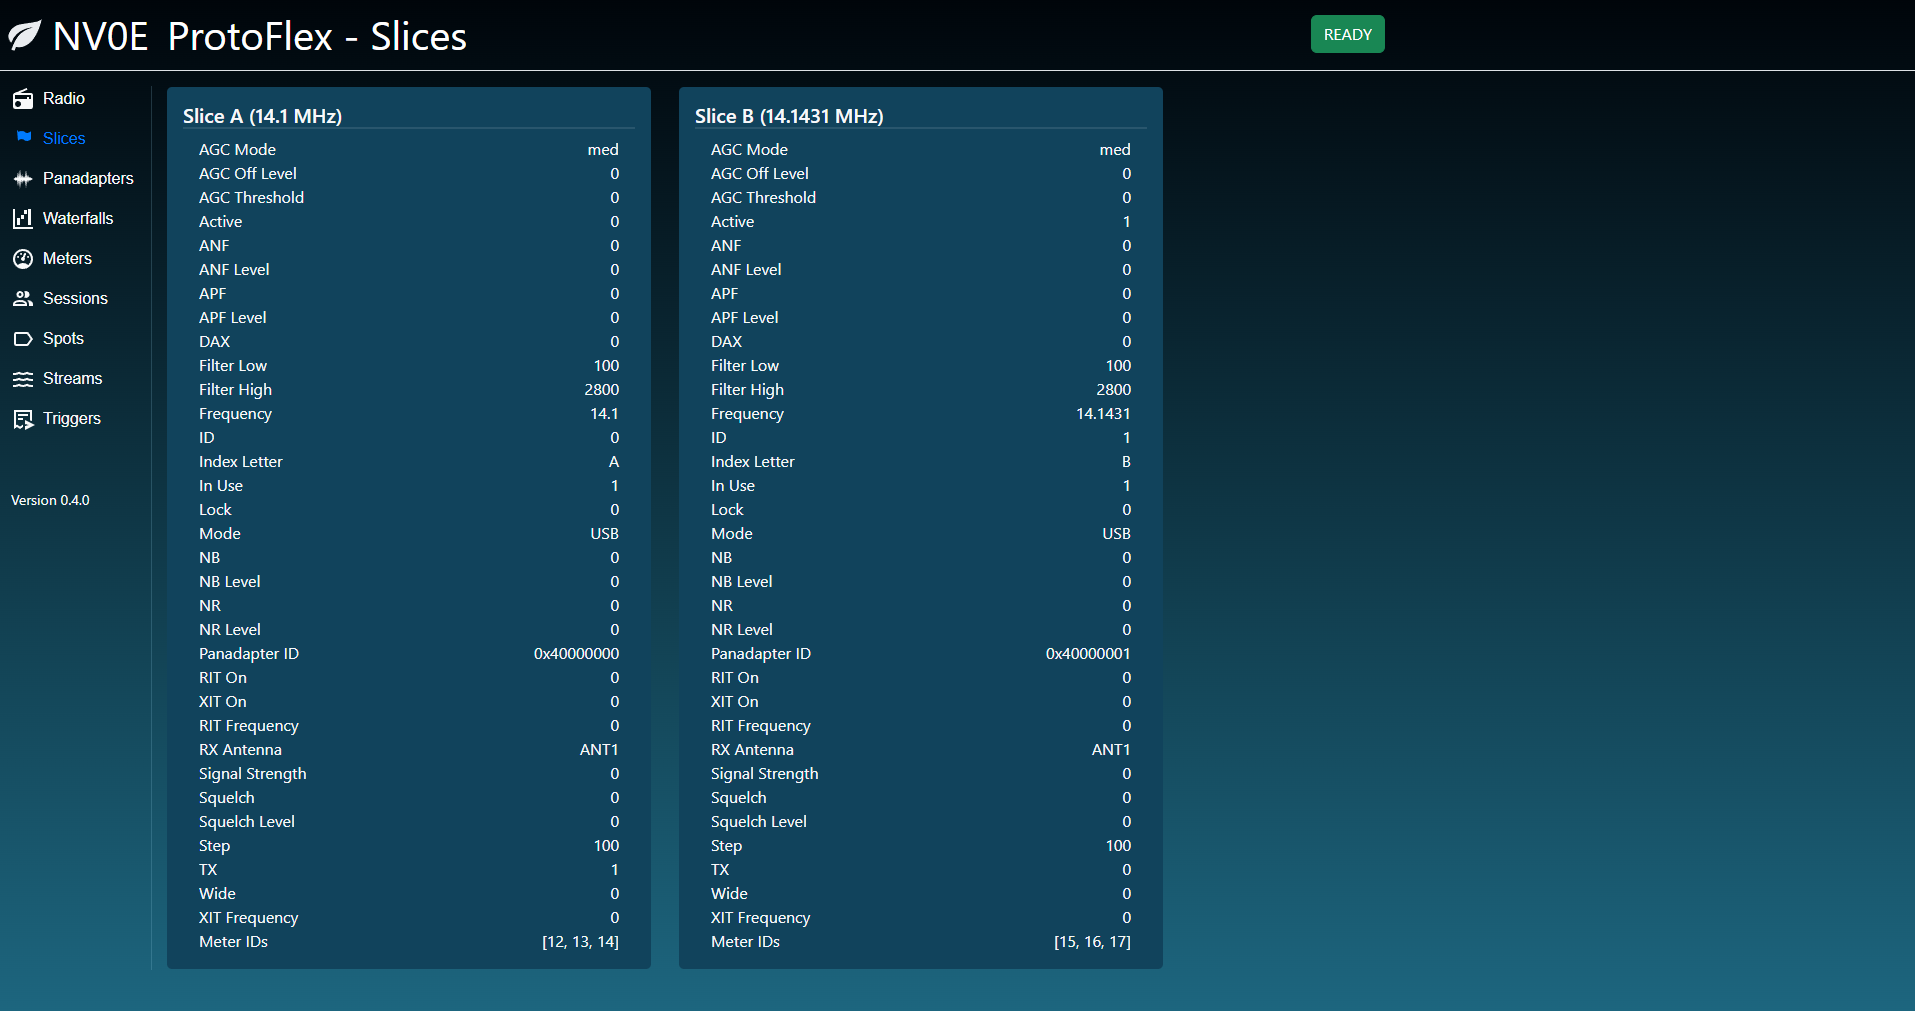 NV0E ProtoFlex - Slices
READY
Radio
Slices
Panadapters
Waterfalls
Meters
Sessions
Spots
Streams
Triggers
Version 0.4.0
Slice A (14.1 MHz)
AGC Mode med
AGC Off Level 0
AGC Threshold 0
Active 0
ANF 0
ANF Level 0
APF 0
APF Level 0
DAX 0
Filter Low 100
Filter High 2800
Frequency 14.1
ID 0
Index Letter A
In Use 1
Lock 0
Mode USB
NB 0
NB Level 0
NR 0
NR Level 0
Panadapter ID 0x40000000
RIT On 0
XIT On 0
RIT Frequency 0
RX Antenna ANT1
Signal Strength 0
Squelch 0
Squelch Level 0
Step 100
TX 1
Wide 0
XIT Frequency 0
Meter IDs [12, 13, 14]
Slice B (14.1431 MHz)
AGC Mode med
AGC Off Level 0
AGC Threshold 0
Active 1
ANF 0
ANF Level 0
APF 0
APF Level 0
DAX 0
Filter Low 100
Filter High 2800
Frequency 14.1431
ID 1
Index Letter B
In Use 1
Lock 0
Mode USB
NB 0
NB Level 0
NR 0
NR Level 0
Panadapter ID 0x40000001
RIT On 0
XIT On 0
RIT Frequency 0
RX Antenna ANT1
Signal Strength 0
Squelch 0
Squelch Level 0
Step 100
TX 0
Wide 0
XIT Frequency 0
Meter IDs [15, 16, 17]